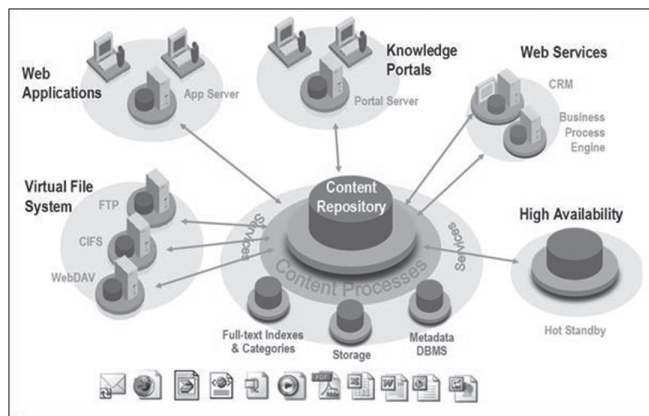 Web
Applications
App Server
Knowledge
Portals
Portal Server
Web Services
CRM
Business
Process
Engine
Virtual File
System
FTP
CIFS
WebDAV
Content
Repository
Services
Content Processes
Services
High Availability
Hot Standby
Full-text Indexes
& Categories
Storage
Metadata
DBMS